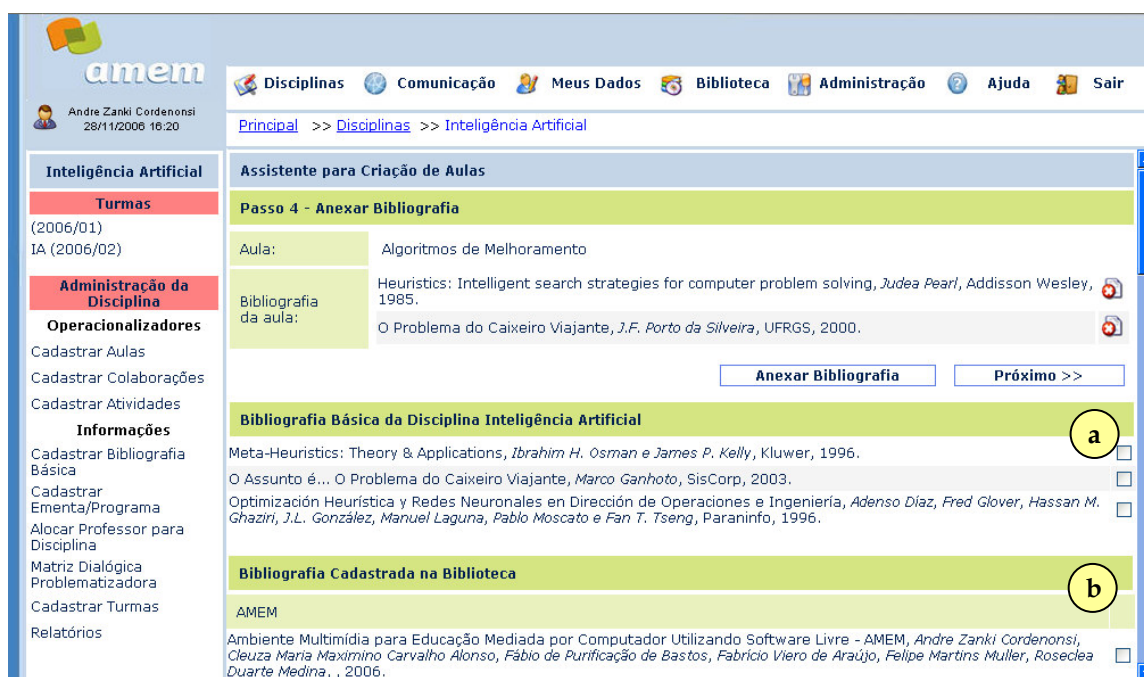 amem
Disciplinas Comunicação Meus Dados Biblioteca Administração Ajuda Sair
Andre Zanki Cordenonsi
28/11/2006 16:20
Principal >> Disciplinas >> Inteligência Artificial
Inteligência Artificial
Turmas
(2006/01)
IA (2006/02)
Administração da
Disciplina
Operacionalizadores
Cadastrar Aulas
Cadastrar Colaborações
Cadastrar Atividades
Informações
Cadastrar Bibliografia
Básica
Cadastrar
Ementa/Programa
Alocar Professor para
Disciplina
Matriz Dialógica
Problematizadora
Cadastrar Turmas
Relatórios
Assistente para Criação de Aulas
Passo 4 - Anexar Bibliografia
Aula: Algoritmos de Melhoramento
Bibliografia
da aula:
Heuristics: Intelligent search strategies for computer problem solving, Judea Pearl, Addisson Wesley,
1985.
O Problema do Caixeiro Viajante, J.F. Porto da Silveira, UFRGS, 2000.
Anexar Bibliografia Próximo >>
Bibliografia Básica da Disciplina Inteligência Artificial
a
Meta-Heuristics: Theory & Applications, Ibrahim H. Osman e James P. Kelly, Kluwer, 1996.
O Assunto é... O Problema do Caixeiro Viajante, Marco Ganhoto, SisCorp, 2003.
Optimización Heurística y Redes Neuronales en Dirección de Operaciones e Ingeniería, Adenso Díaz, Fred Glover, Hassan M.
Ghaziri, J.L. González, Manuel Laguna, Pablo Moscato e Fan T. Tseng, Paraninfo, 1996.
Bibliografia Cadastrada na Biblioteca
b
AMEM
Ambiente Multimídia para Educação Mediada por Computador Utilizando Software Livre - AMEM, Andre Zanki Cordenonsi,
Cleuza Maria Maximino Carvalho Alonso, Fábio de Purificação de Bastos, Fabrício Viero de Araújo, Felipe Martins Muller, Roseclea
Duarte Medina, , 2006.